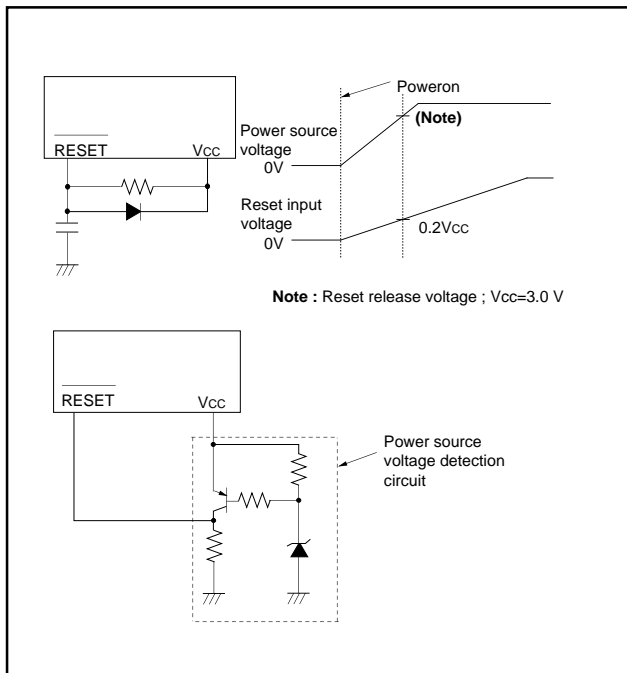 RESET
VCC
Poweron
(Note)
Power source
voltage
0V
Reset input
voltage
0V
0.2VCC
Note : Reset release voltage ; Vcc=3.0 V
RESET
VCC
Power source
voltage detection
circuit